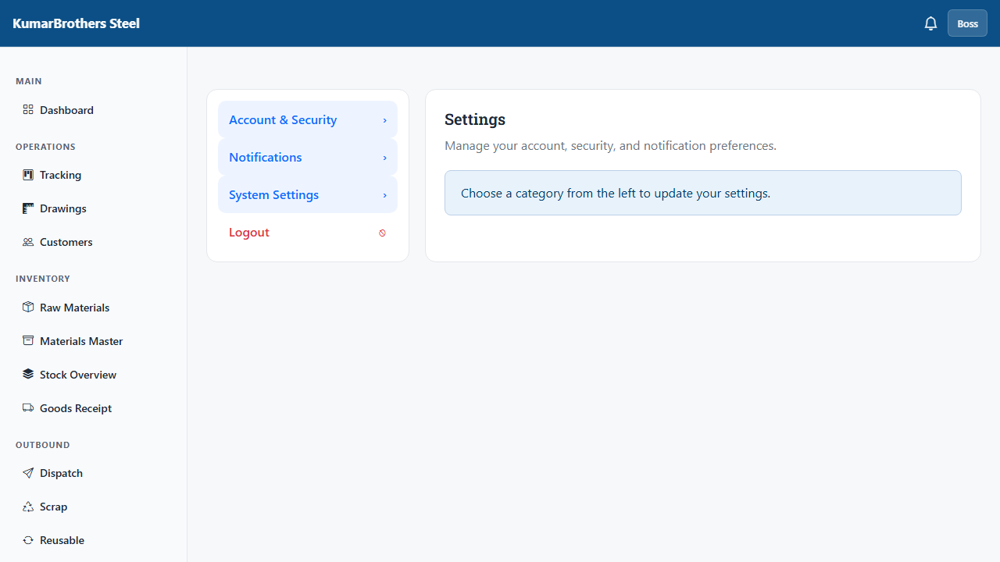 KumarBrothers Steel
Boss
MAIN
Dashboard
OPERATIONS
Tracking
Drawings
Customers
INVENTORY
Raw Materials
Materials Master
Stock Overview
Goods Receipt
OUTBOUND
Dispatch
Scrap
Reusable
Account & Security ›
Notifications ›
System Settings ›
Logout
Settings
Manage your account, security, and notification preferences.
Choose a category from the left to update your settings.